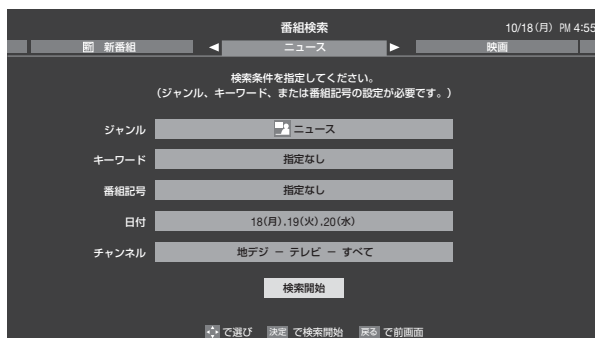 番組検索 10/18(月) PM 4:55
新 新番組 ◀ ニュース ▶ 映画
検索条件を指定してください。
(ジャンル、キーワード、または番組記号の設定が必要です。)
ジャンル ニュース
キーワード 指定なし
番組記号 指定なし
日付 18(月),19(火),20(水)
チャンネル 地デジ － テレビ － すべて
検索開始
で選び 決定 で検索開始 戻る で前画面